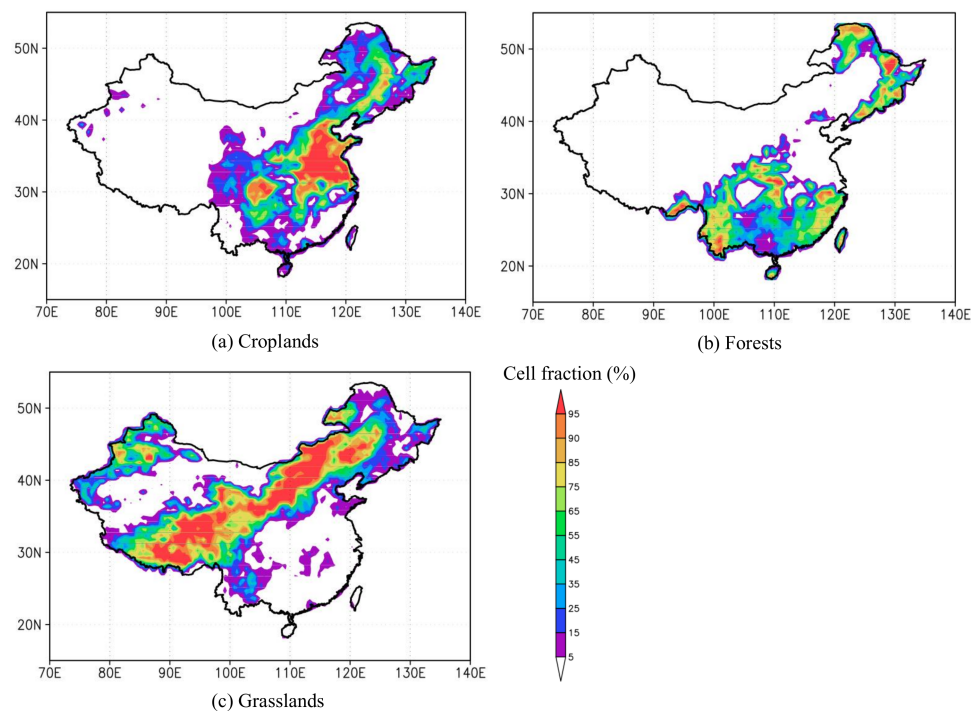 50N
40N
30N
20N
70E 80E 90E 100E 110E 120E 130E 140E
(a) Croplands
50N
40N
30N
20N
70E 80E 90E 100E 110E 120E 130E 140E
(b) Forests
50N
40N
30N
20N
70E 80E 90E 100E 110E 120E 130E 140E
(c) Grasslands
Cell fraction (%)
95
90
85
75
65
55
45
35
25
15
5